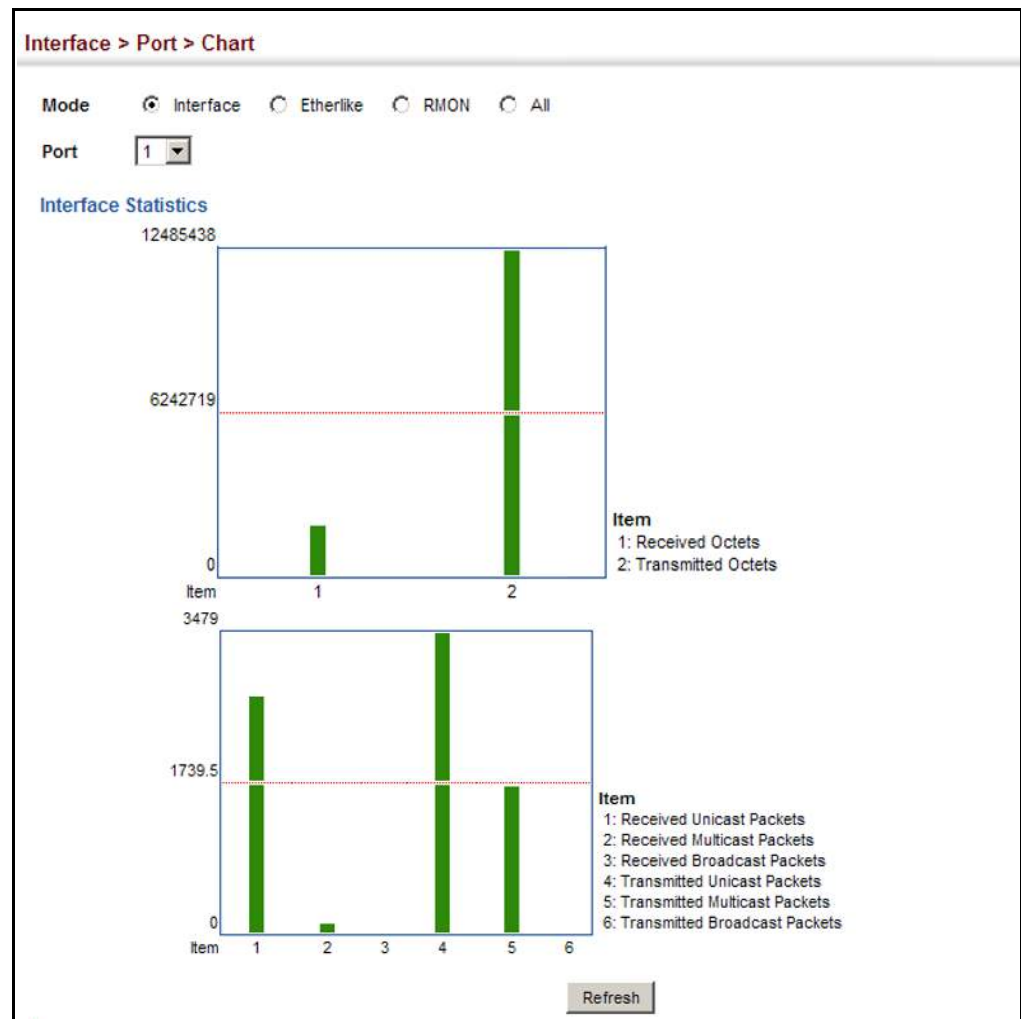 Interface > Port > Chart
Mode Interface Etherlike RMON All
Port 1
Interface Statistics
12485438
6242719
0
Item 1 2
Item
1: Received Octets
2: Transmitted Octets
3479
1739.5
0
Item 1 2 3 4 5 6
Item
1: Received Unicast Packets
2: Received Multicast Packets
3: Received Broadcast Packets
4: Transmitted Unicast Packets
5: Transmitted Multicast Packets
6: Transmitted Broadcast Packets
Refresh